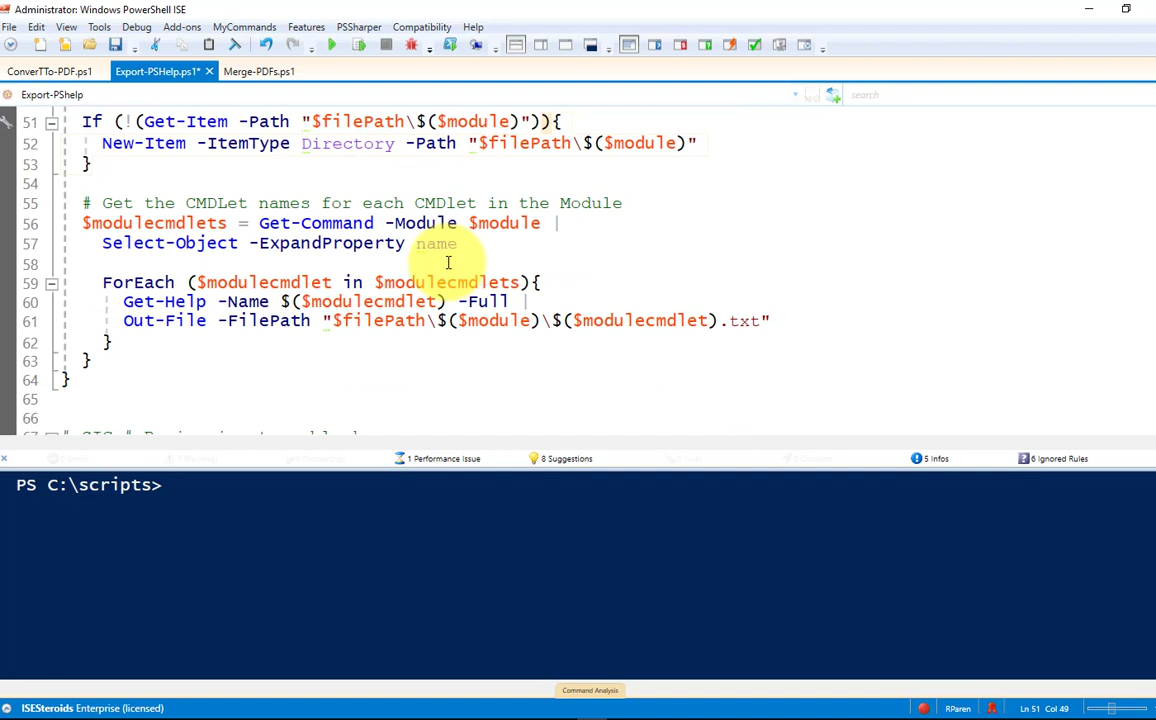 Administrator: Windows PowerShell ISE
File Edit View Tools Debug Add-ons MyCommands Features PSSharper Compatibility Help
ConverTTo-PDF.ps1 Export-PSHelp.ps1* Merge-PDFs.ps1
Export-PShelp search
51 If (!(Get-Item -Path "$filePath\$($module)")){
52 New-Item -ItemType Directory -Path "$filePath\$($module)"
53 }
54
55 # Get the CMDLet names for each CMDlet in the Module
56 $modulecmdlets = Get-Command -Module $module |
57 Select-Object -ExpandProperty name
58
59 ForEach ($modulecmdlet in $modulecmdlets){
60 Get-Help -Name $($modulecmdlet) -Full |
61 Out-File -FilePath "$filePath\$($module)\$($modulecmdlet).txt"
62 }
63 }
64 }
65
66
1 Performance Issue 8 Suggestions 5 Infos 6 Ignored Rules
PS C:\scripts>
Command Analysis
ISESteroids Enterprise (licensed) RParen Ln 51 Col 49